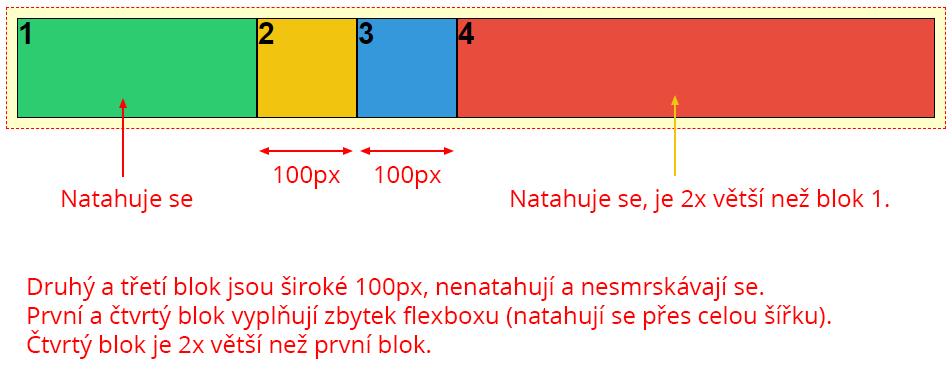 1 2 3 4
100px 100px
Natahuje se Natahuje se, je 2x větší než blok 1.
Druhý a třetí blok jsou široké 100px, nenatahují a nesmrskávají se.
První a čtvrtý blok vyplňují zbytek flexboxu (natahují se přes celou šířku).
Čtvrtý blok je 2x větší než první blok.